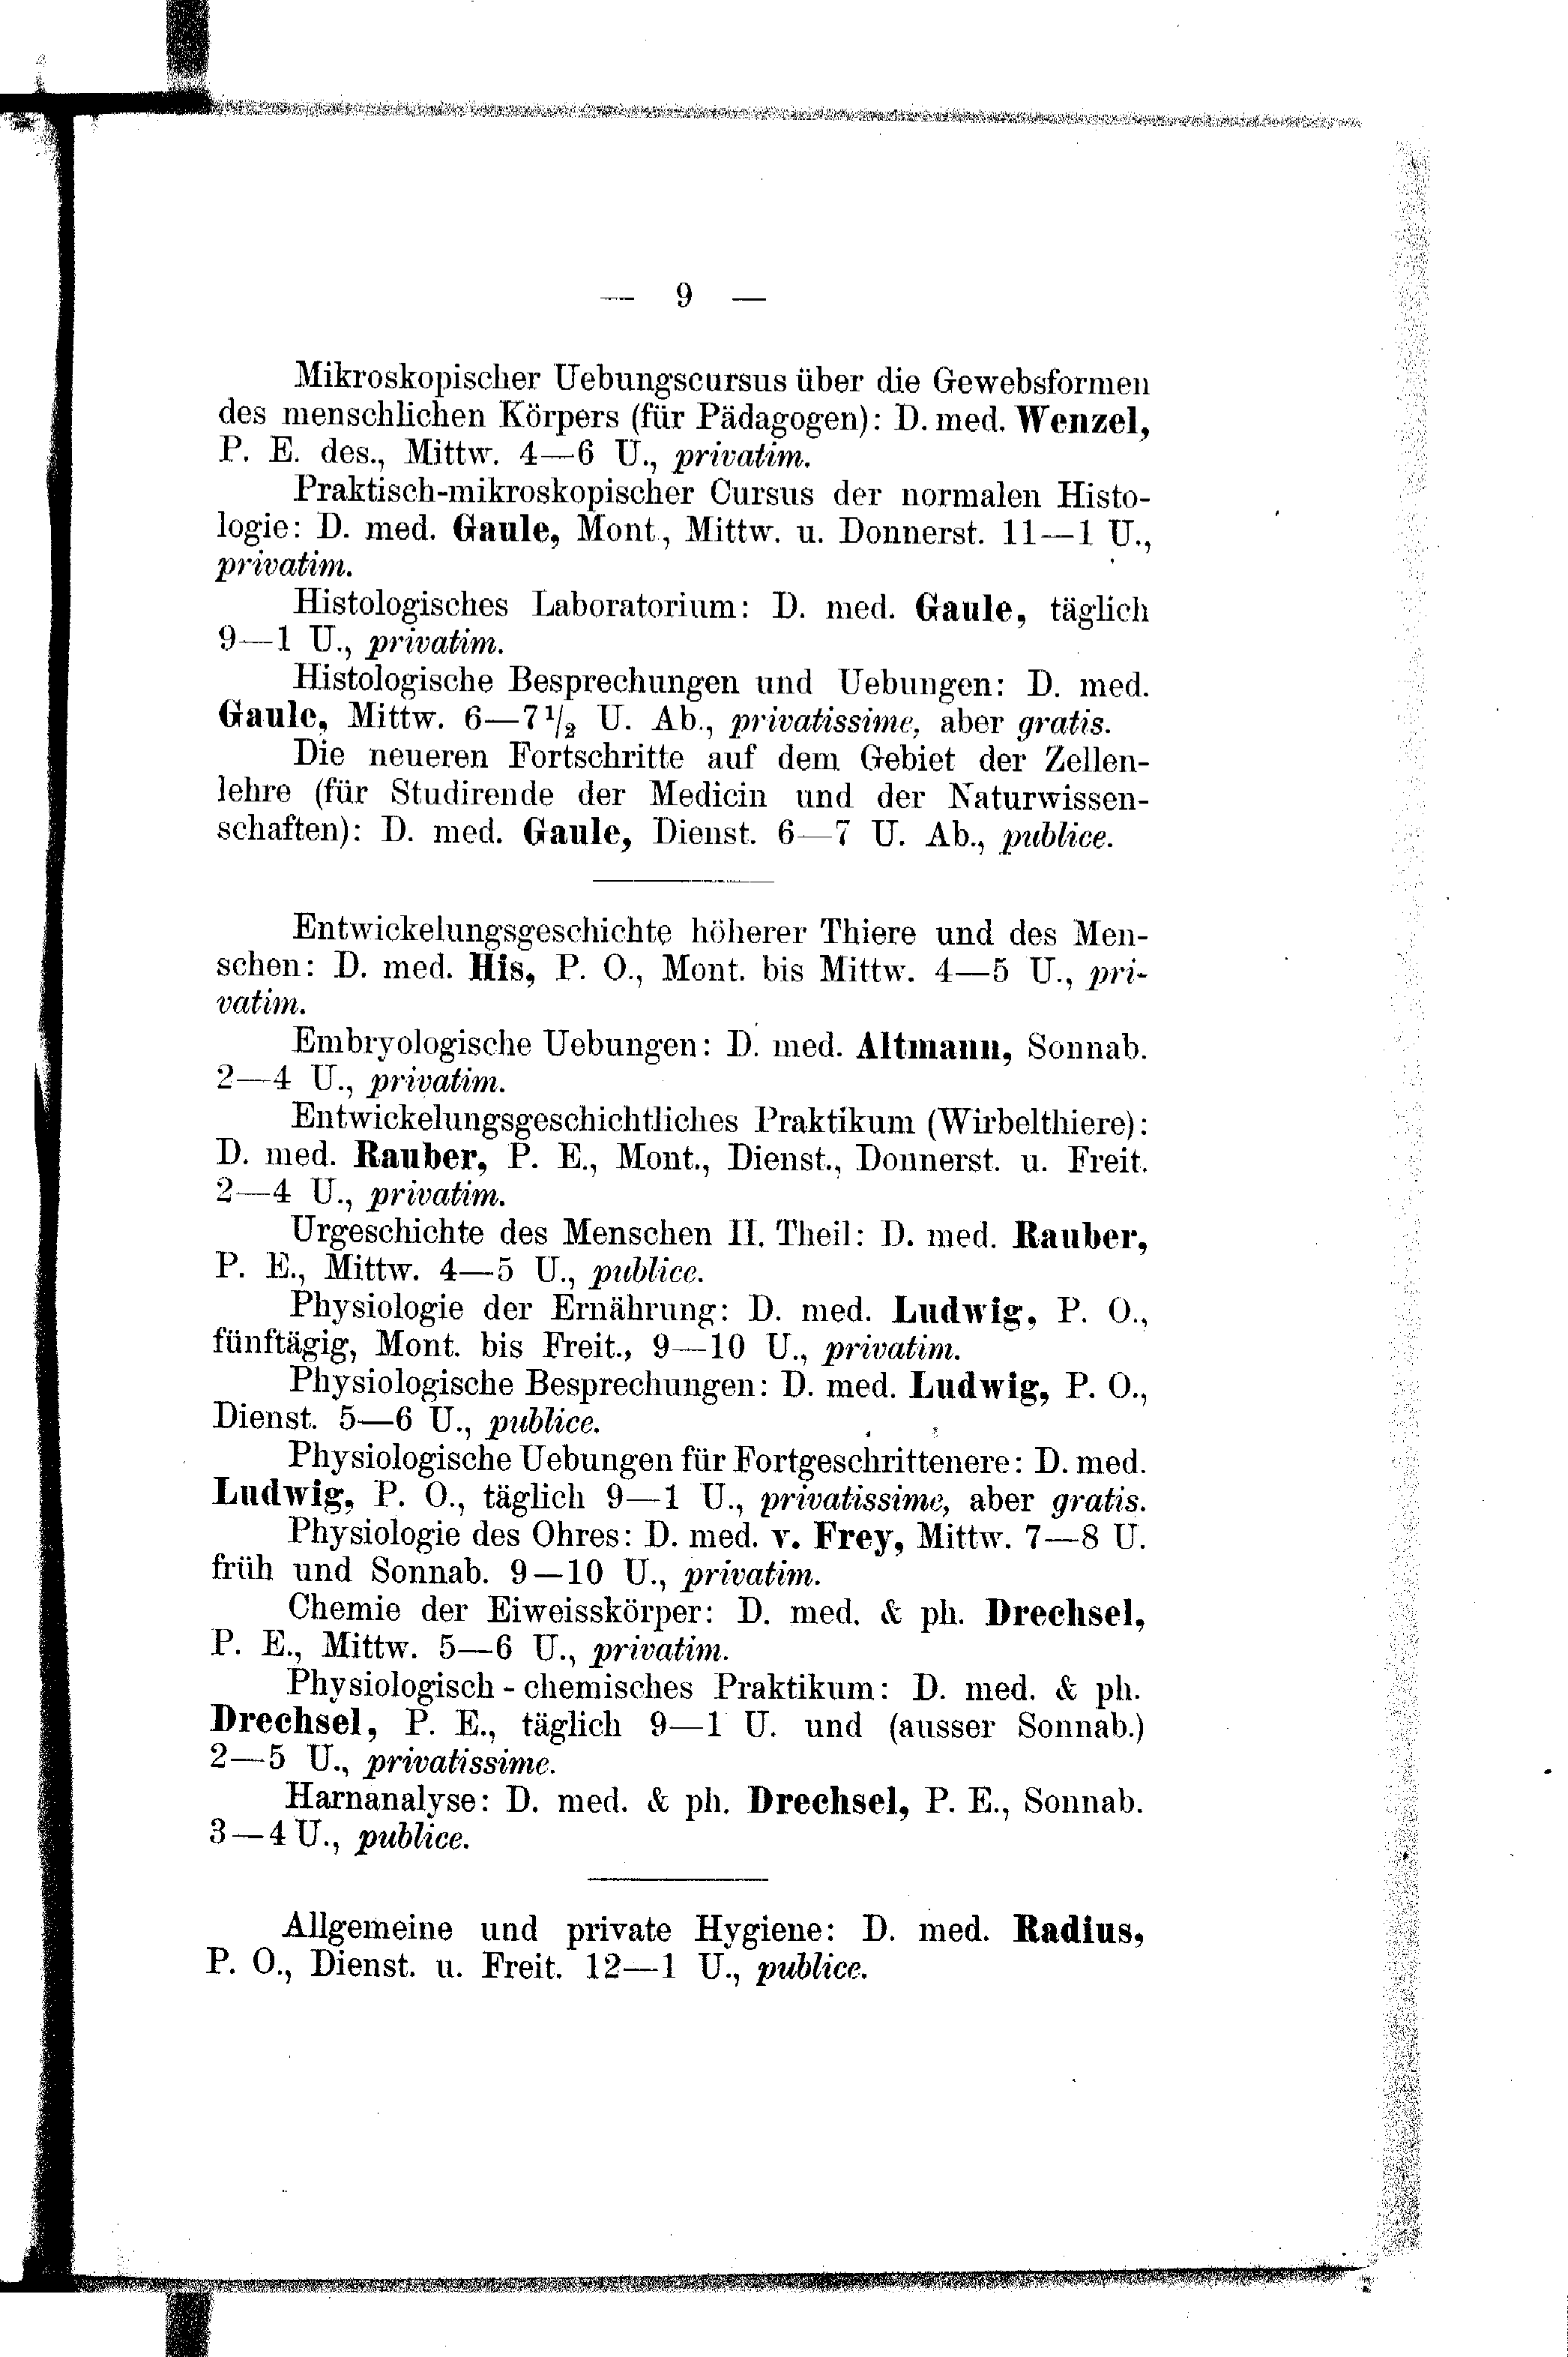 — 9 —
Mikroskopischer Uebungscursus über die Gewebsformen
des menschlichen Körpers (für Pädagogen): D. med. Wenzel,
P. E. des., Mittw. 4—6 U., privatim.
Praktisch-mikroskopischer Cursus der normalen Histo-
logie: D. med. Gaule, Mont., Mittw. u. Donnerst. 11—1 U.,
privatim.
Histologisches Laboratorium: D. med. Gaule, täglich
9—1 U., privatim.
Histologische Besprechungen und Uebungen: D. med.
Gaule, Mittw. 6—7 1/2 U. Ab., privatissime, aber gratis.
Die neueren Fortschritte auf dem Gebiet der Zellen-
lehre (für Studirende der Medicin und der Naturwissen-
schaften): D. med. Gaule, Dienst. 6—7 U. Ab., publice.
Entwickelungsgeschichte höherer Thiere und des Men-
schen: D. med. His, P. O., Mont. bis Mittw. 4—5 U., pri-
vatim.
Embryologische Uebungen: D. med. Altmann, Sonnab.
2—4 U., privatim.
Entwickelungsgeschichtliches Praktikum (Wirbelthiere):
D. med. Rauber, P. E., Mont., Dienst., Donnerst. u. Freit.
2—4 U., privatim.
Urgeschichte des Menschen II. Theil: D. med. Rauber,
P. E., Mittw. 4—5 U., publice.
Physiologie der Ernährung: D. med. Ludwig, P. O.,
fünftägig, Mont. bis Freit., 9—10 U., privatim.
Physiologische Besprechungen: D. med. Ludwig, P. O.,
Dienst. 5—6 U., publice.
Physiologische Uebungen für Fortgeschrittenere: D. med.
Ludwig, P. O., täglich 9—1 U., privatissime, aber gratis.
Physiologie des Ohres: D. med. v. Frey, Mittw. 7—8 U.
früh und Sonnab. 9—10 U., privatim.
Chemie der Eiweisskörper: D. med. & ph. Drechsel,
P. E., Mittw. 5—6 U., privatim.
Physiologisch-chemisches Praktikum: D. med. & ph.
Drechsel, P. E., täglich 9—1 U. und (ausser Sonnab.)
2—5 U., privatissime.
Harnanalyse: D. med. & ph. Drechsel, P. E., Sonnab.
3—4 U., publice.
Allgemeine und private Hygiene: D. med. Radius,
P. O., Dienst. u. Freit. 12—1 U., publice.